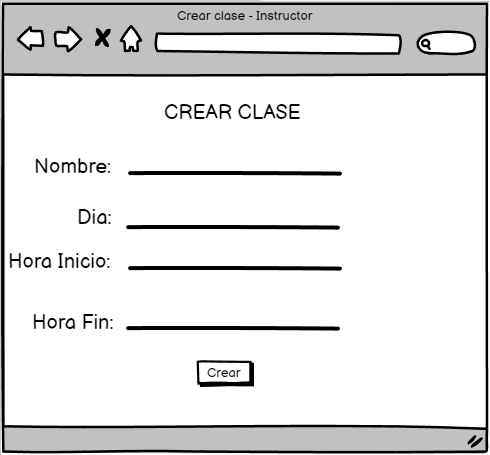 Crear clase - Instructor
CREAR CLASE
Nombre:
Dia:
Hora Inicio:
Hora Fin:
Crear